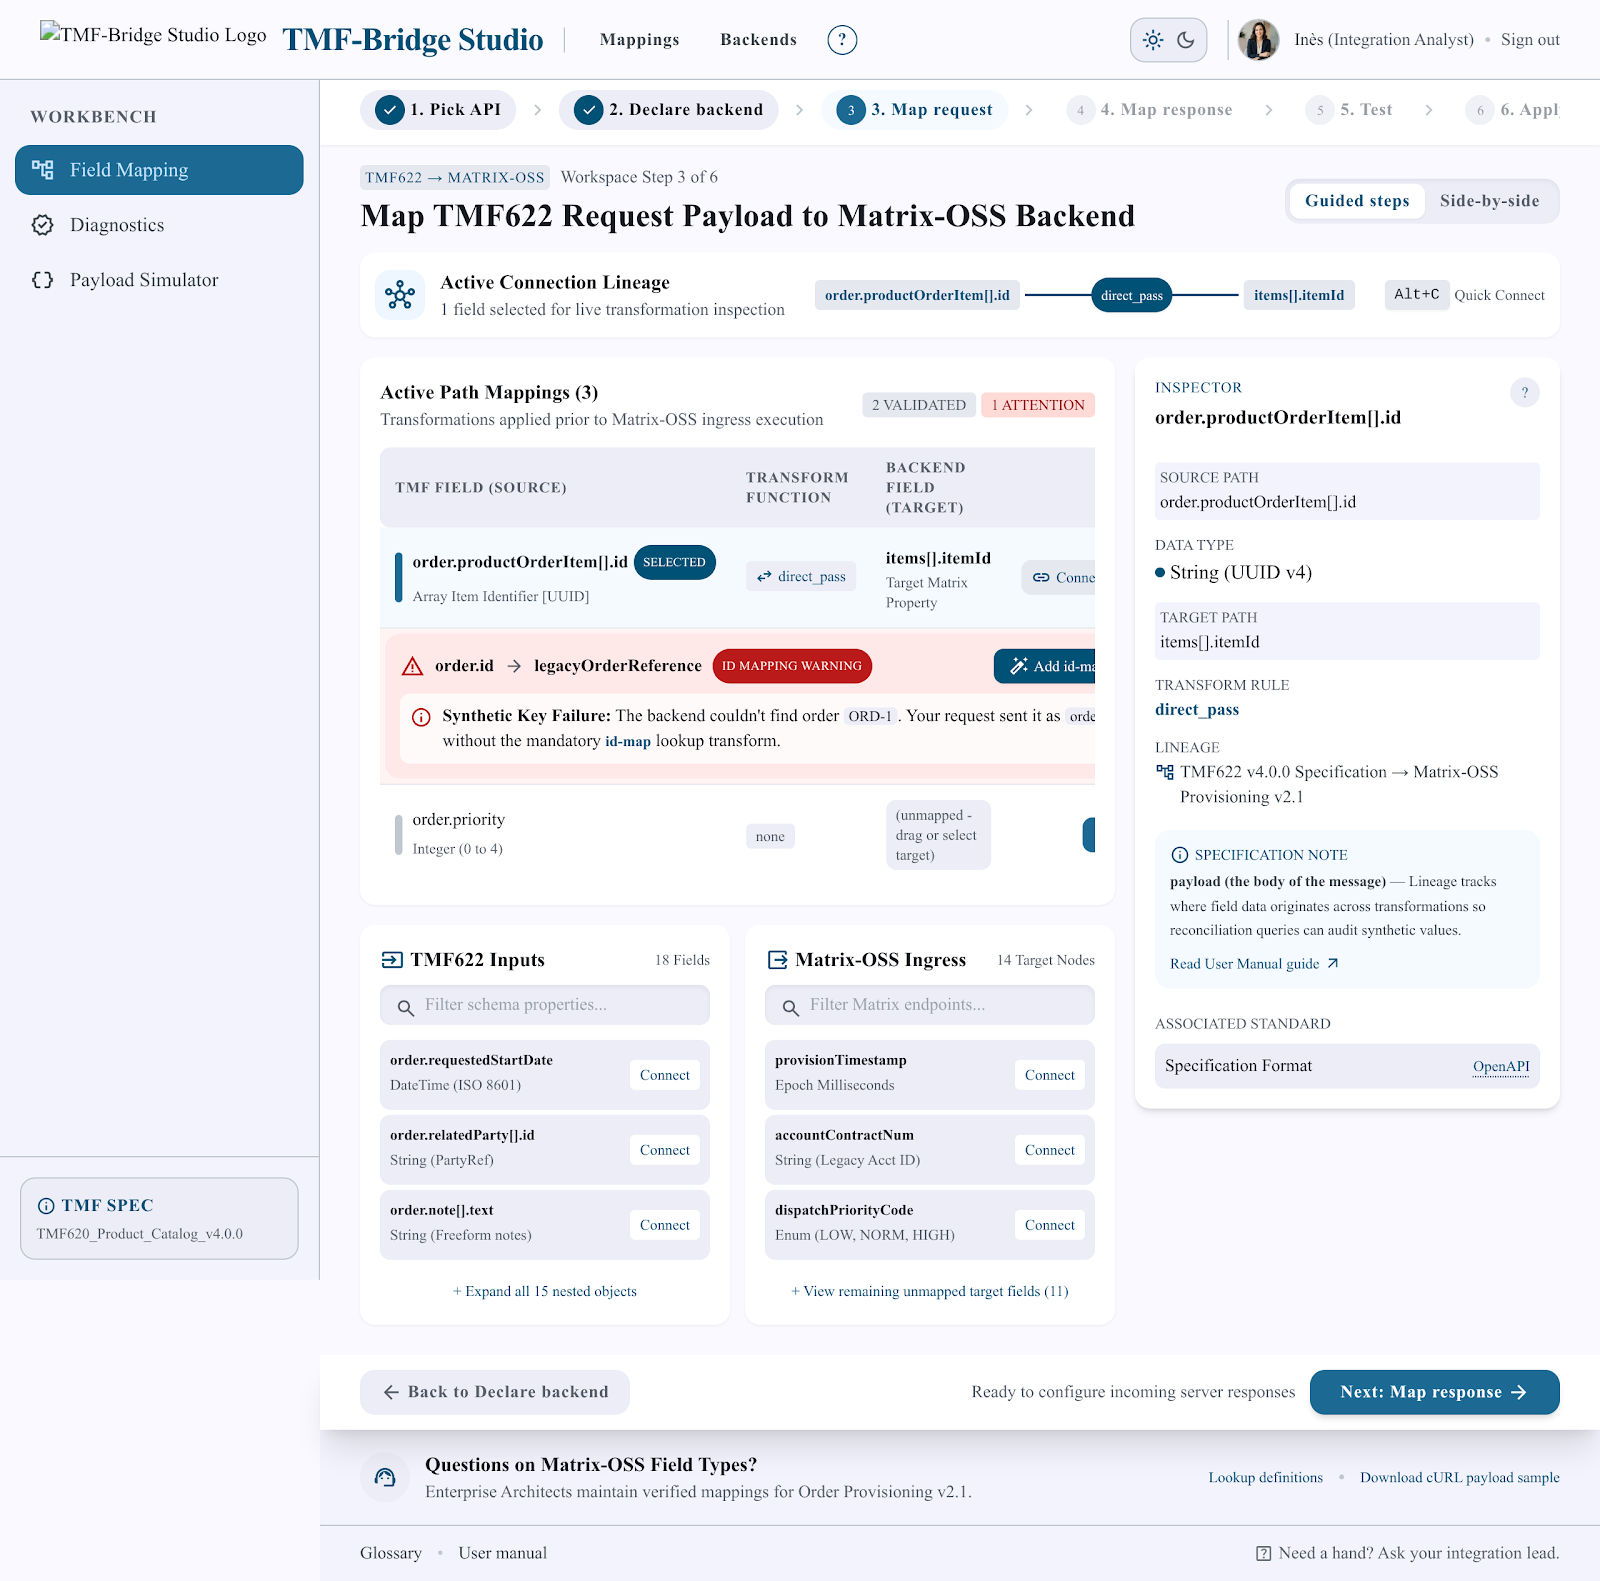 TMF-Bridge Studio Logo
TMF-Bridge Studio
Mappings
Backends
?
Inès (Integration Analyst) • Sign out
WORKBENCH
Field Mapping
Diagnostics
Payload Simulator
TMF SPEC
TMF620_Product_Catalog_v4.0.0
1. Pick API
2. Declare backend
3 3. Map request
4 4. Map response
5 5. Test
6 6. Appl
TMF622 → MATRIX-OSS Workspace Step 3 of 6
Map TMF622 Request Payload to Matrix-OSS Backend
Guided steps
Side-by-side
Active Connection Lineage
1 field selected for live transformation inspection
order.productOrderItem[].id
direct_pass
items[].itemId
Alt+C Quick Connect
Active Path Mappings (3)
Transformations applied prior to Matrix-OSS ingress execution
2 VALIDATED
1 ATTENTION
TMF FIELD (SOURCE)
TRANSFORM
FUNCTION
BACKEND
FIELD
(TARGET)
order.productOrderItem[].id SELECTED
Array Item Identifier [UUID]
direct_pass
items[].itemId
Target Matrix
Property
Conne
order.id → legacyOrderReference ID MAPPING WARNING
Add id-ma
Synthetic Key Failure: The backend couldn't find order ORD-1 . Your request sent it as orde
without the mandatory id-map lookup transform.
order.priority
Integer (0 to 4)
none
(unmapped -
drag or select
target)
TMF622 Inputs
18 Fields
Filter schema properties...
order.requestedStartDate
DateTime (ISO 8601)
Connect
order.relatedParty[].id
String (PartyRef)
Connect
order.note[].text
String (Freeform notes)
Connect
+ Expand all 15 nested objects
Matrix-OSS Ingress
14 Target Nodes
Filter Matrix endpoints...
provisionTimestamp
Epoch Milliseconds
Connect
accountContractNum
String (Legacy Acct ID)
Connect
dispatchPriorityCode
Enum (LOW, NORM, HIGH)
Connect
+ View remaining unmapped target fields (11)
INSPECTOR
?
order.productOrderItem[].id
SOURCE PATH
order.productOrderItem[].id
DATA TYPE
String (UUID v4)
TARGET PATH
items[].itemId
TRANSFORM RULE
direct_pass
LINEAGE
TMF622 v4.0.0 Specification → Matrix-OSS
Provisioning v2.1
SPECIFICATION NOTE
payload (the body of the message) — Lineage tracks
where field data originates across transformations so
reconciliation queries can audit synthetic values.
Read User Manual guide
ASSOCIATED STANDARD
Specification Format
OpenAPI
Back to Declare backend
Ready to configure incoming server responses
Next: Map response
Questions on Matrix-OSS Field Types?
Enterprise Architects maintain verified mappings for Order Provisioning v2.1.
Lookup definitions • Download cURL payload sample
Glossary • User manual
? Need a hand? Ask your integration lead.